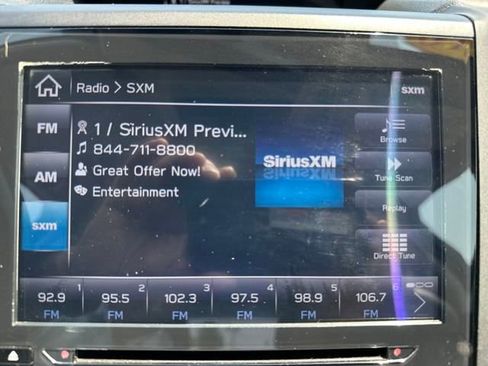 Radio > SXM
sxm
FM
AM
sxm
1 / SiriusXM Previ...
844-711-8800
Great Offer Now!
Entertainment
SiriusXM
Browse
Tune Scan
Replay
Direct Tune
1
92.9
FM
2
95.5
FM
3
102.3
FM
4
97.5
FM
5
98.9
FM
6
106.7
FM